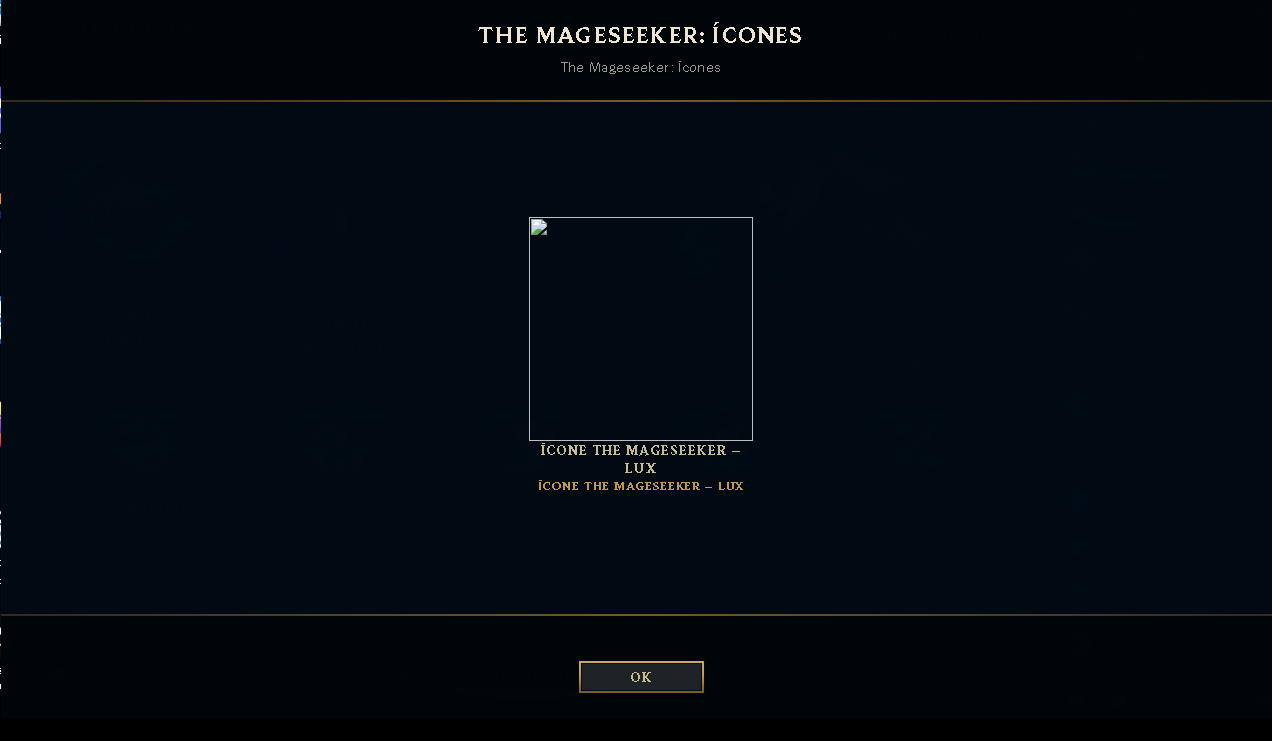 THE MAGESEEKER: ÍCONES
The Mageseeker: Ícones
ÍCONE THE MAGESEEKER –
LUX
ÍCONE THE MAGESEEKER – LUX
OK